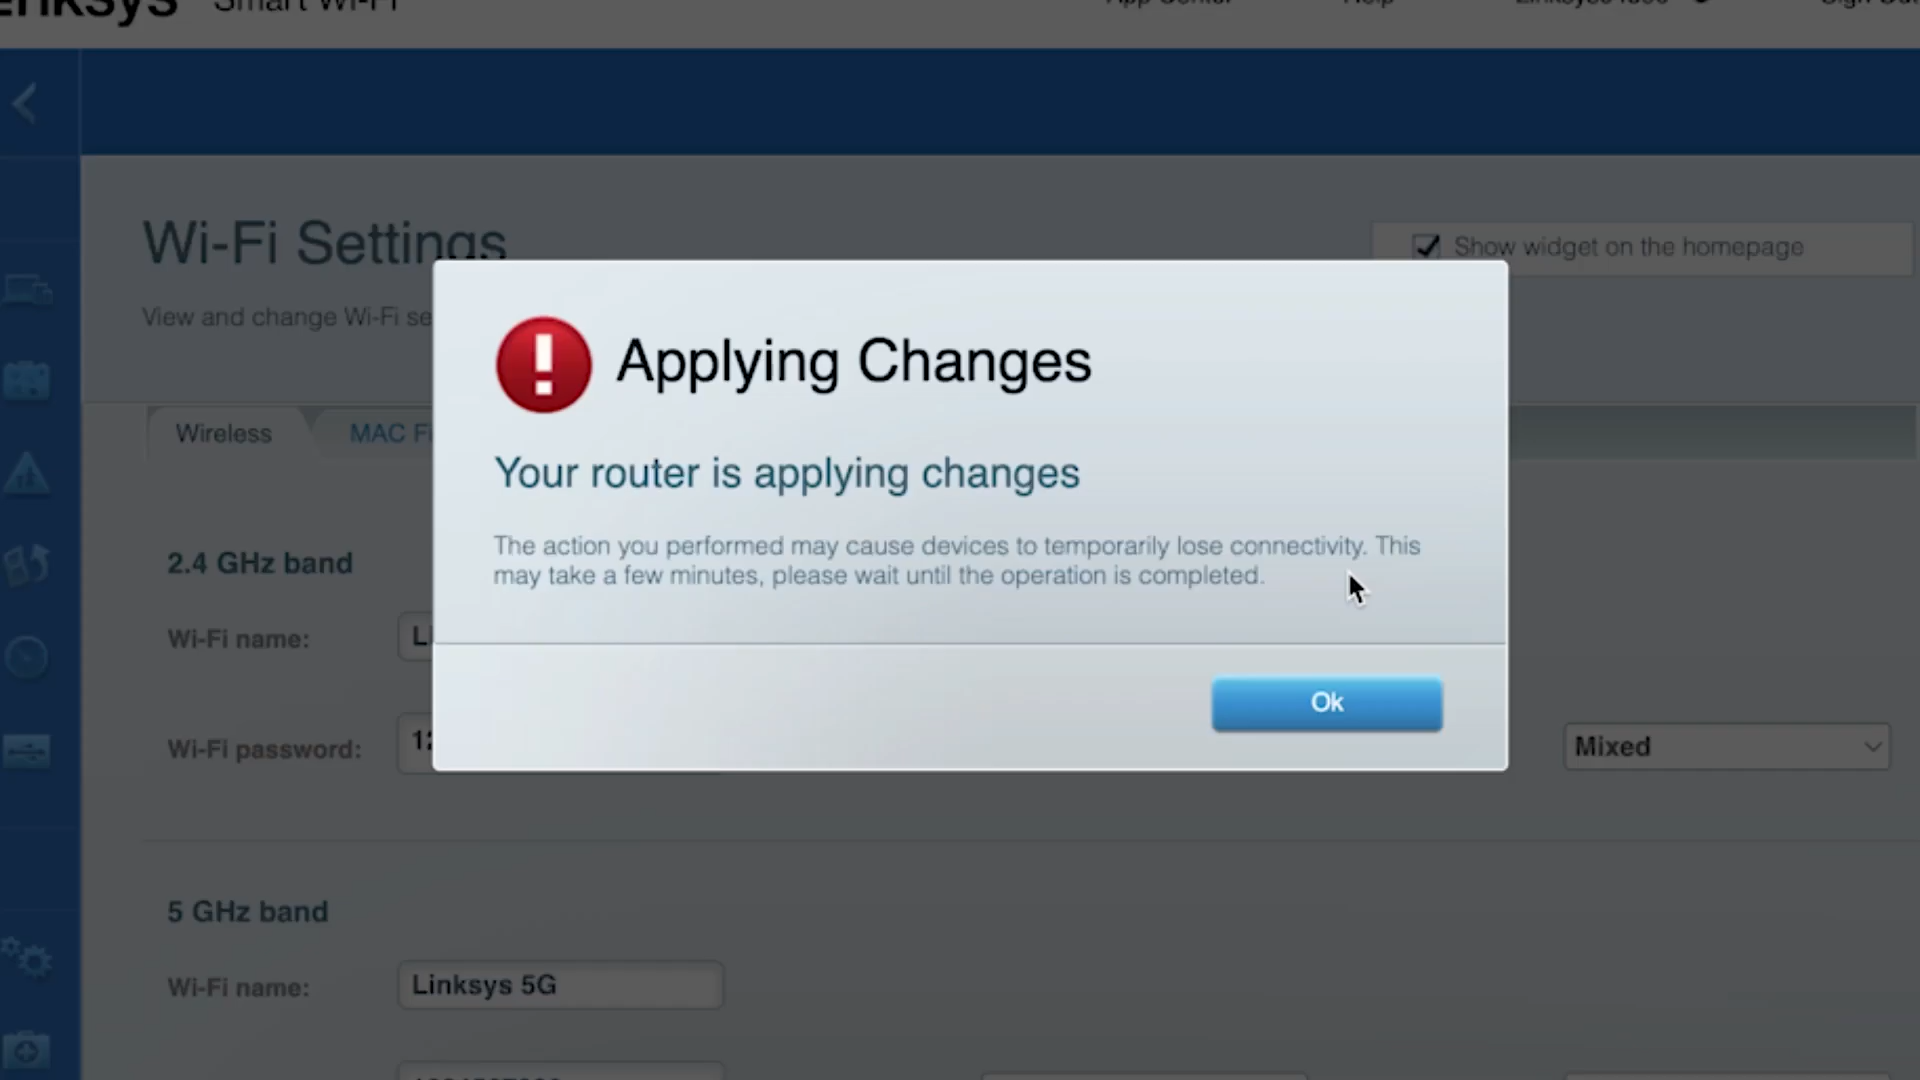 Smart Wi-Fi
Help
Wi-Fi Settings
Show widget on the homepage
View and change Wi-Fi
Applying Changes
Wireless
MAC
Your router is applying changes
The action you performed may cause devices to temporarily lose connectivity. This
may take a few minutes, please wait until the operation is completed.
2.4 GHz band
Wi-Fi name:
Ok
Wi-Fi password:
Mixed
5 GHz band
Wi-Fi name:
Linksys 5G